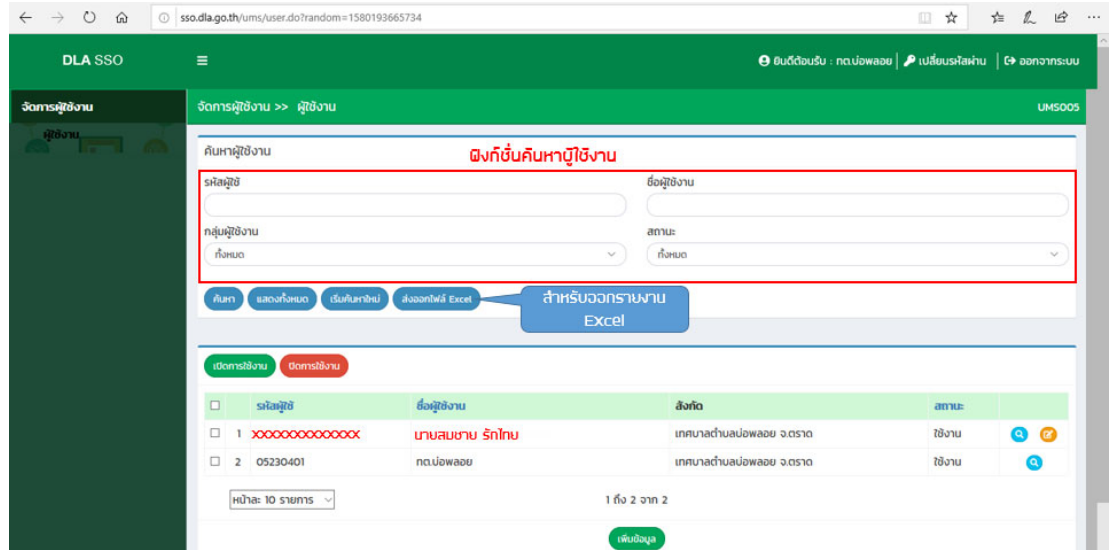 sso.dla.go.th/ums/user.do?random=1580193665734
DLA SSO
ยินดีต้อนรับ : ทต.บ่อพลอย | เปลี่ยนรหัสผ่าน | ออกจากระบบ
จัดการผู้ใช้งาน
จัดการผู้ใช้งาน >> ผู้ใช้งาน
UMS005
ผู้ใช้งาน
ค้นหาผู้ใช้งาน
ฟังก์ชั่นค้นหาผู้ใช้งาน
รหัสผู้ใช้
ชื่อผู้ใช้งาน
กลุ่มผู้ใช้งาน
สถานะ
ทั้งหมด
ทั้งหมด
ค้นหา แสดงทั้งหมด เริ่มค้นหาใหม่ ส่งออกไฟล์ Excel
สำหรับออกรายงาน
Excel
เปิดการใช้งาน ปิดการใช้งาน
รหัสผู้ใช้ ชื่อผู้ใช้งาน สังกัด สถานะ
1 XXXXXXXXXXXXX นายสมชาย รักไทย เทศบาลตำบลบ่อพลอย จ.ตราด ใช้งาน
2 05230401 ทต.บ่อพลอย เทศบาลตำบลบ่อพลอย จ.ตราด ใช้งาน
หน้าละ 10 รายการ
1 ถึง 2 จาก 2
เพิ่มข้อมูล